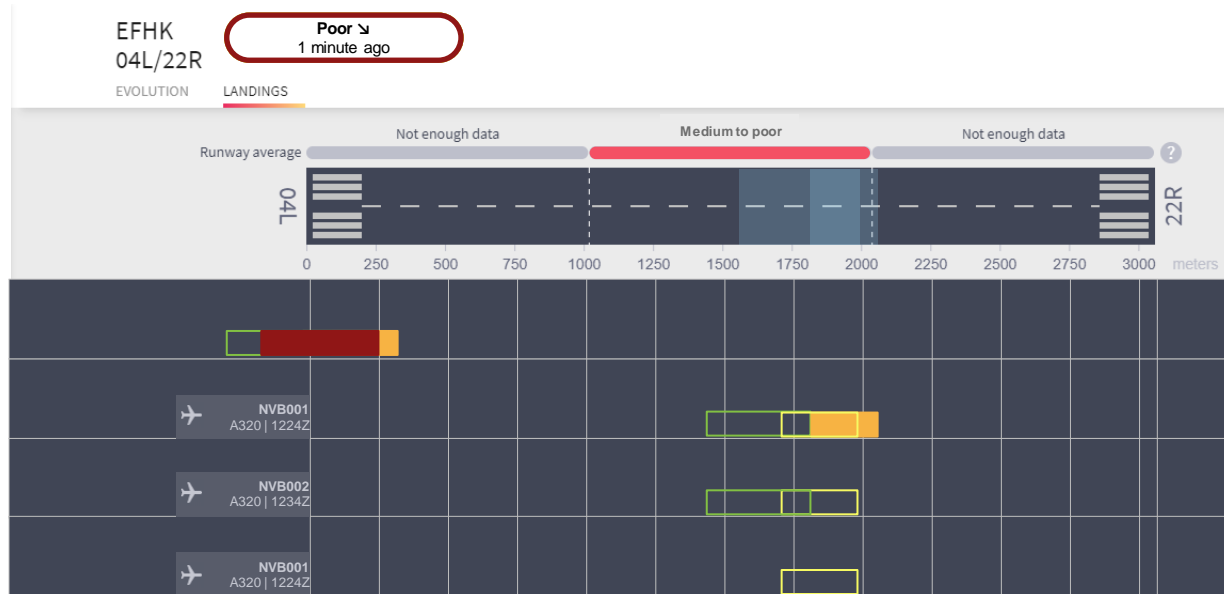 EFHK
04L/22R
Poor ↘
1 minute ago
EVOLUTION
LANDINGS
Not enough data
Medium to poor
Not enough data
Runway average
?
04L
22R
0 250 500 750 1000 1250 1500 1750 2000 2250 2500 2750 3000 meters
NVB001
A320 | 1224Z
NVB002
A320 | 1234Z
NVB001
A320 | 1224Z